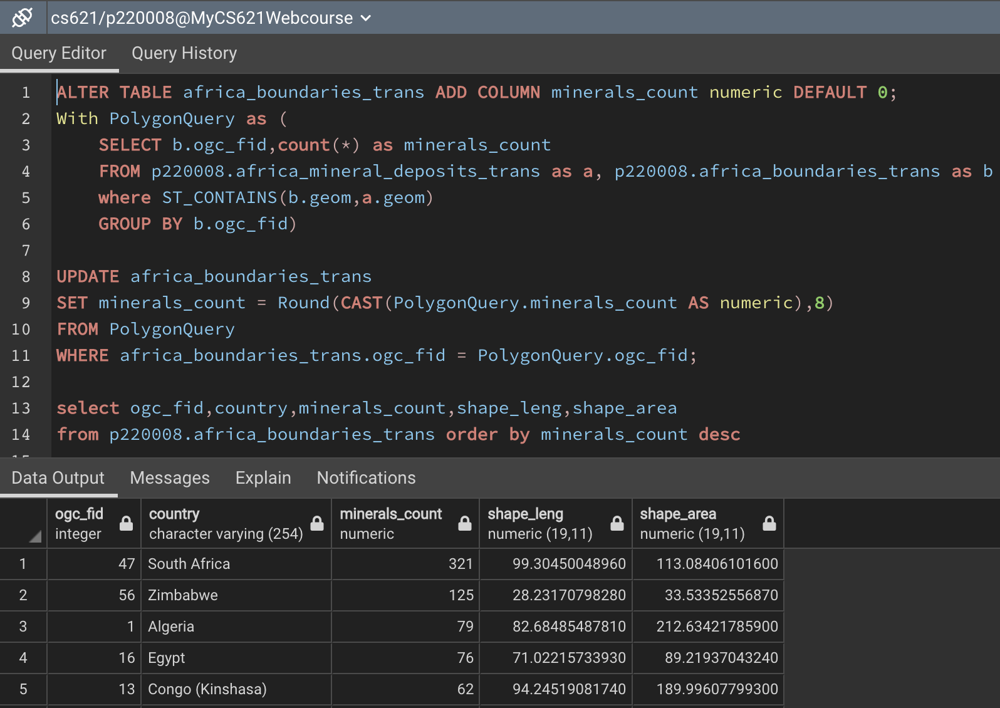 cs621/p220008@MyCS621Webcourse
Query Editor Query History
1 ALTER TABLE africa_boundaries_trans ADD COLUMN minerals_count numeric DEFAULT 0;
2 With PolygonQuery as (
3 SELECT b.ogc_fid,count(*) as minerals_count
4 FROM p220008.africa_mineral_deposits_trans as a, p220008.africa_boundaries_trans as b
5 where ST_CONTAINS(b.geom,a.geom)
6 GROUP BY b.ogc_fid)
7
8 UPDATE africa_boundaries_trans
9 SET minerals_count = Round(CAST(PolygonQuery.minerals_count AS numeric),8)
10 FROM PolygonQuery
11 WHERE africa_boundaries_trans.ogc_fid = PolygonQuery.ogc_fid;
12
13 select ogc_fid,country,minerals_count,shape_leng,shape_area
14 from p220008.africa_boundaries_trans order by minerals_count desc
Data Output Messages Explain Notifications
ogc_fid country minerals_count shape_leng shape_area
integer character varying (254) numeric numeric (19,11) numeric (19,11)
1 47 South Africa 321 99.30450048960 113.08406101600
2 56 Zimbabwe 125 28.23170798280 33.53352556870
3 1 Algeria 79 82.68485487810 212.63421785900
4 16 Egypt 76 71.02215733930 89.21937043240
5 13 Congo (Kinshasa) 62 94.24519081740 189.99607799300